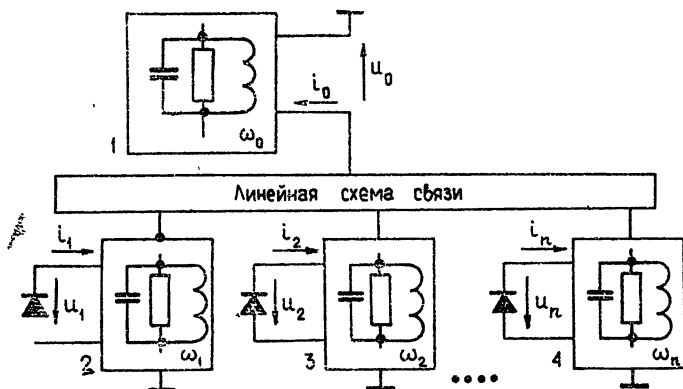 i₀
u₀
ω₀
1
Линейная схема связи
i₁
i₂
iₙ
u₁
u₂
uₙ
ω₁
ω₂
ωₙ
2
3
4